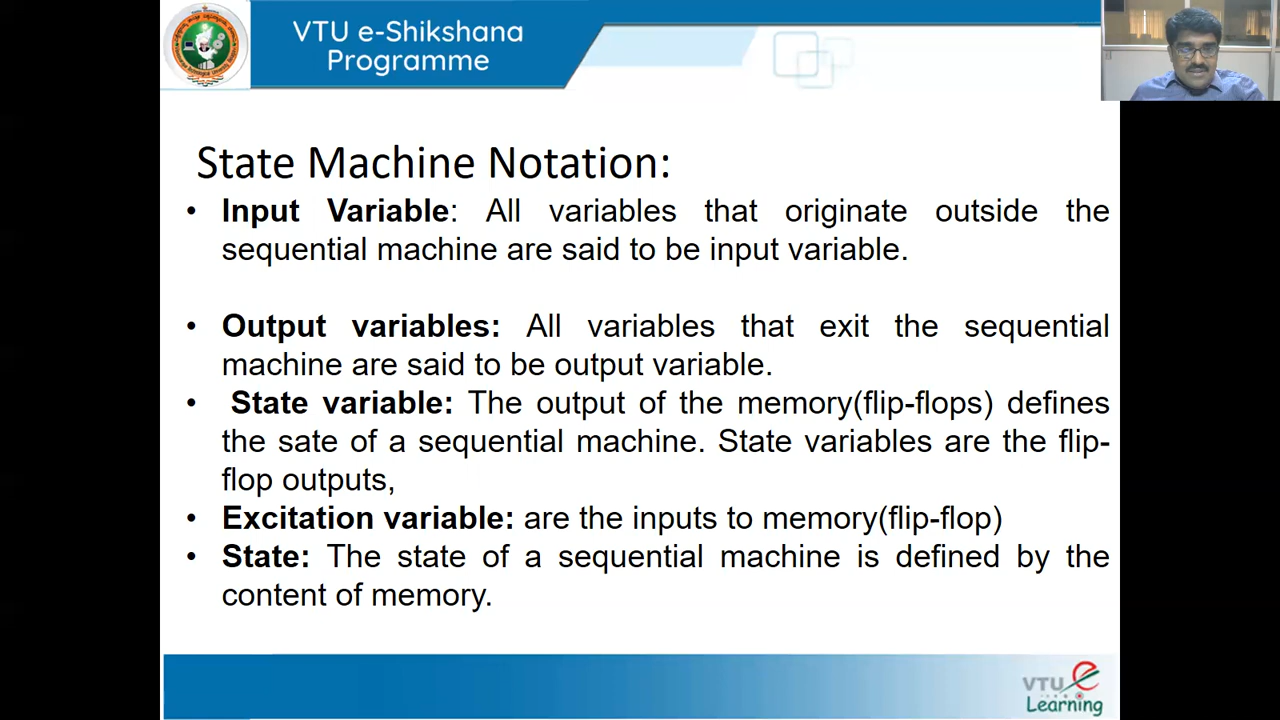 VTU e-Shikshana
Programme
State Machine Notation:
• Input Variable: All variables that originate outside the
sequential machine are said to be input variable.
• Output variables: All variables that exit the sequential
machine are said to be output variable.
• State variable: The output of the memory(flip-flops) defines
the sate of a sequential machine. State variables are the flip-
flop outputs,
• Excitation variable: are the inputs to memory(flip-flop)
• State: The state of a sequential machine is defined by the
content of memory.
VTU e
Learning